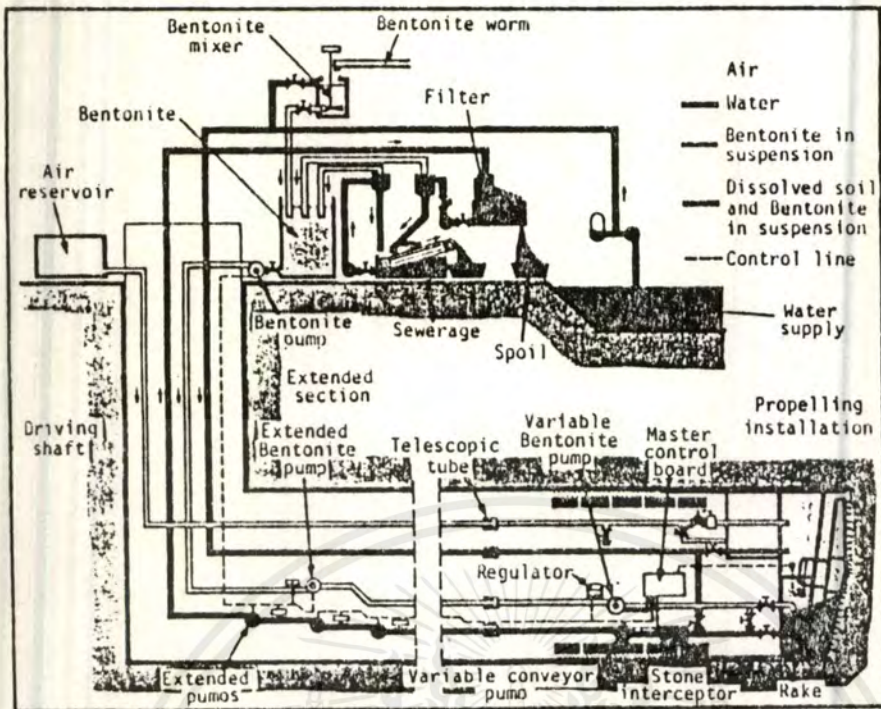 Bentonite
mixer
Bentonite worm
Bentonite
Filter
Air
reservoir
Air
Water
Bentonite in
suspension
Dissolved soil
and Bentonite
in suspension
Control line
Bentonite
pump
Sewerage
Spoil
Water
supply
Extended
section
Driving
shaft
Extended
Bentonite
pump
Telescopic
tube
Variable
Bentonite
pump
Master
control
board
Propelling
installation
Regulator
Extended
pumos
Variable conveyor
pump
Stone
interceptor
Rake